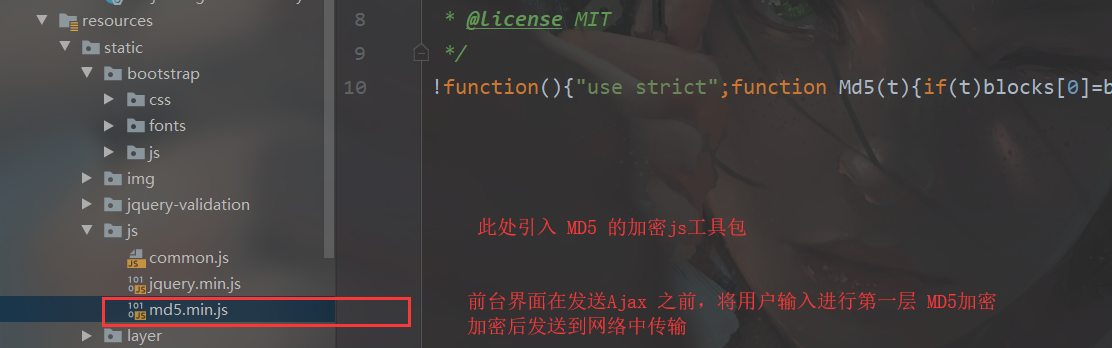 resources
static
bootstrap
css
fonts
js
img
jquery-validation
js
common.js
jquery.min.js
md5.min.js
layer
8 * @license MIT
9 */
10 !function(){"use strict";function Md5(t){if(t)blocks[0]=b
此处引入 MD5 的加密js工具包
前台界面在发送Ajax 之前，将用户输入进行第一层 MD5加密
加密后发送到网络中传输